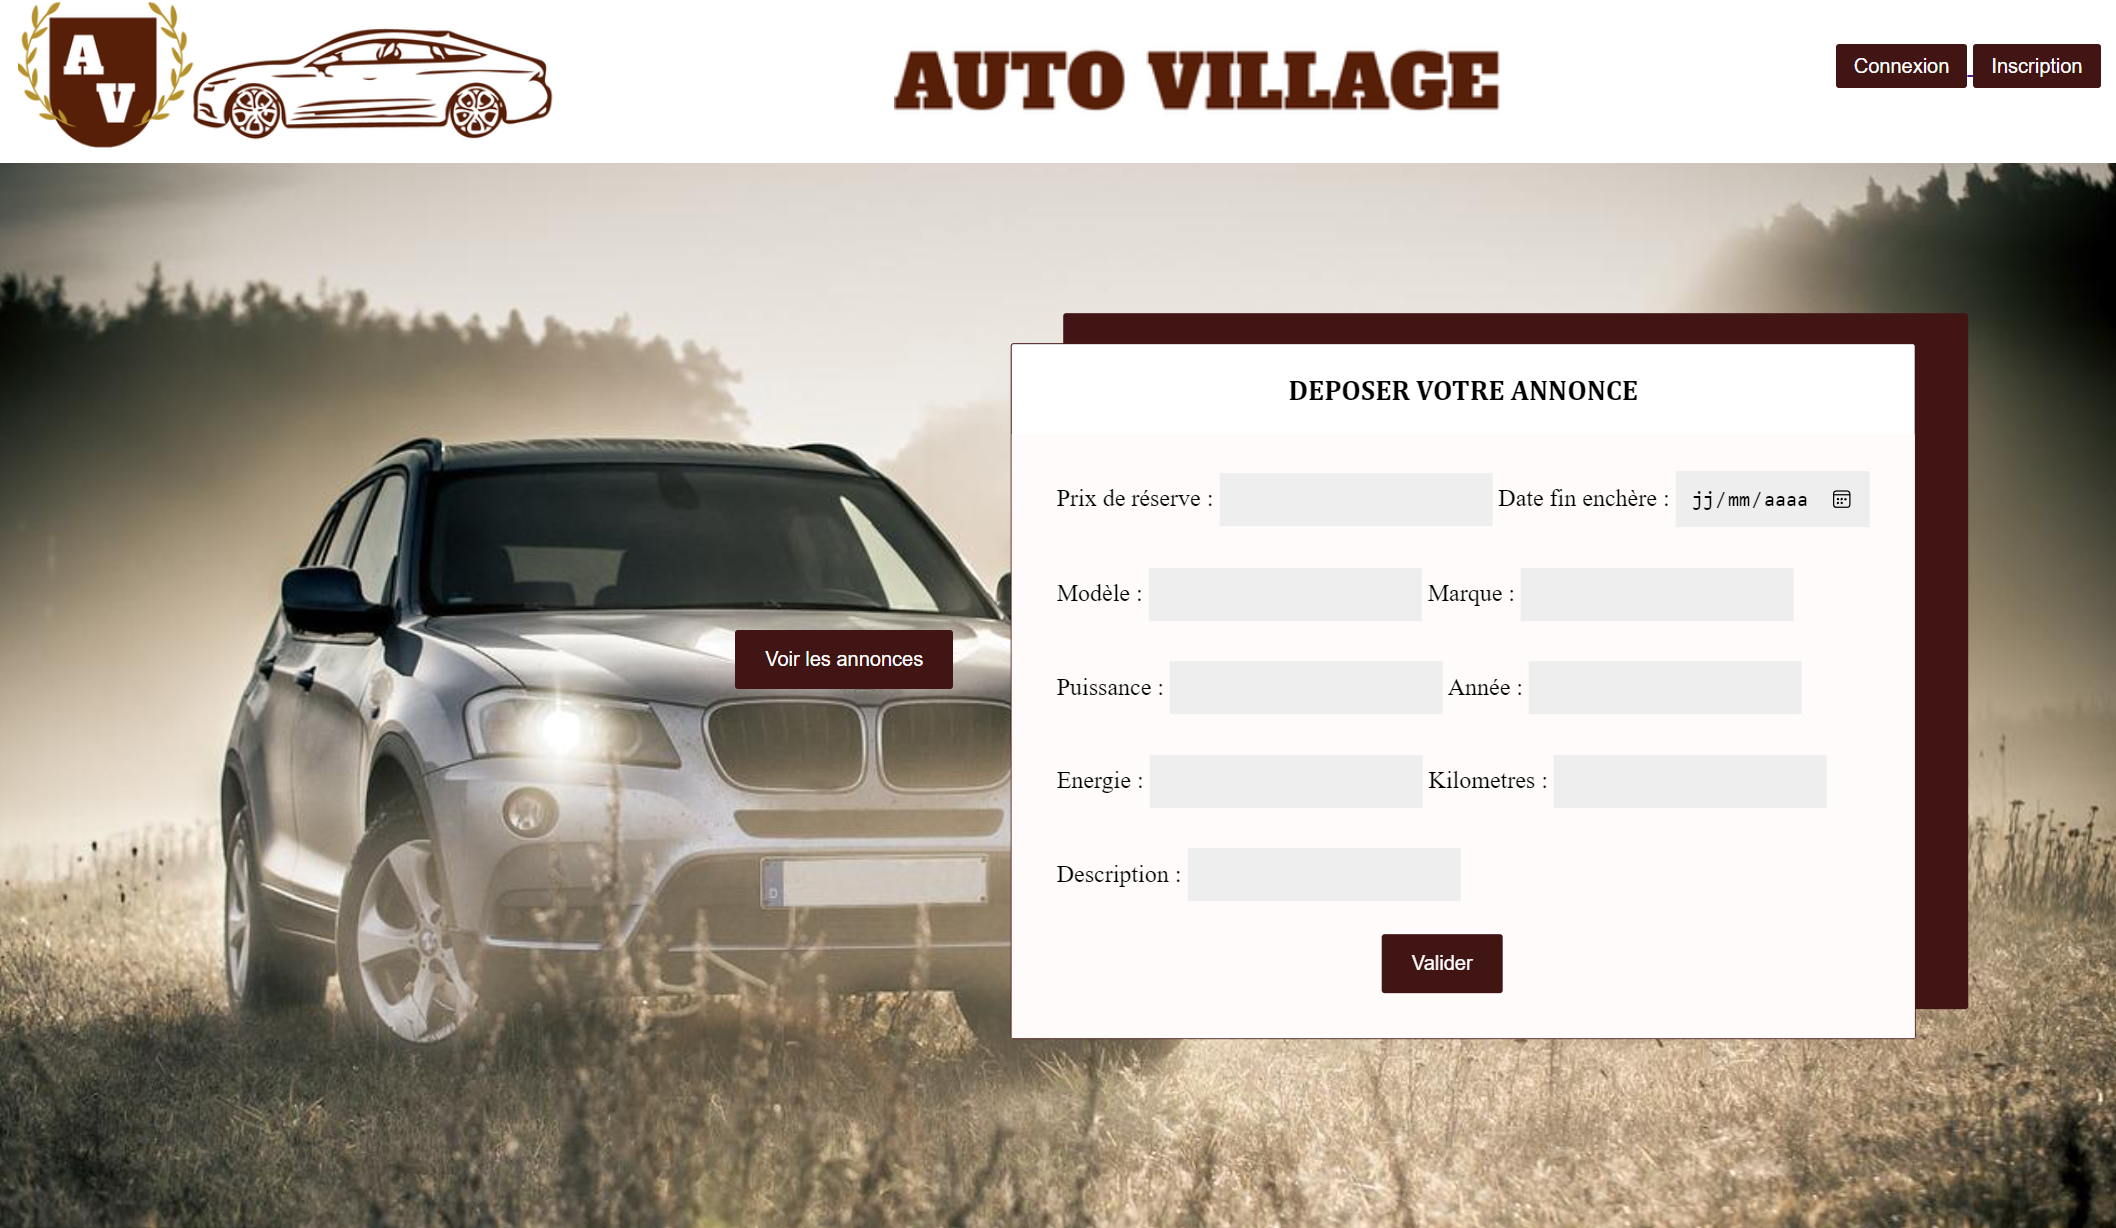 A
V
AUTO VILLAGE
Connexion Inscription
DEPOSER VOTRE ANNONCE
Prix de réserve : Date fin enchère : jj/mm/aaaa
Modèle : Marque :
Voir les annonces
Puissance : Année :
Energie : Kilometres :
Description :
D
Valider